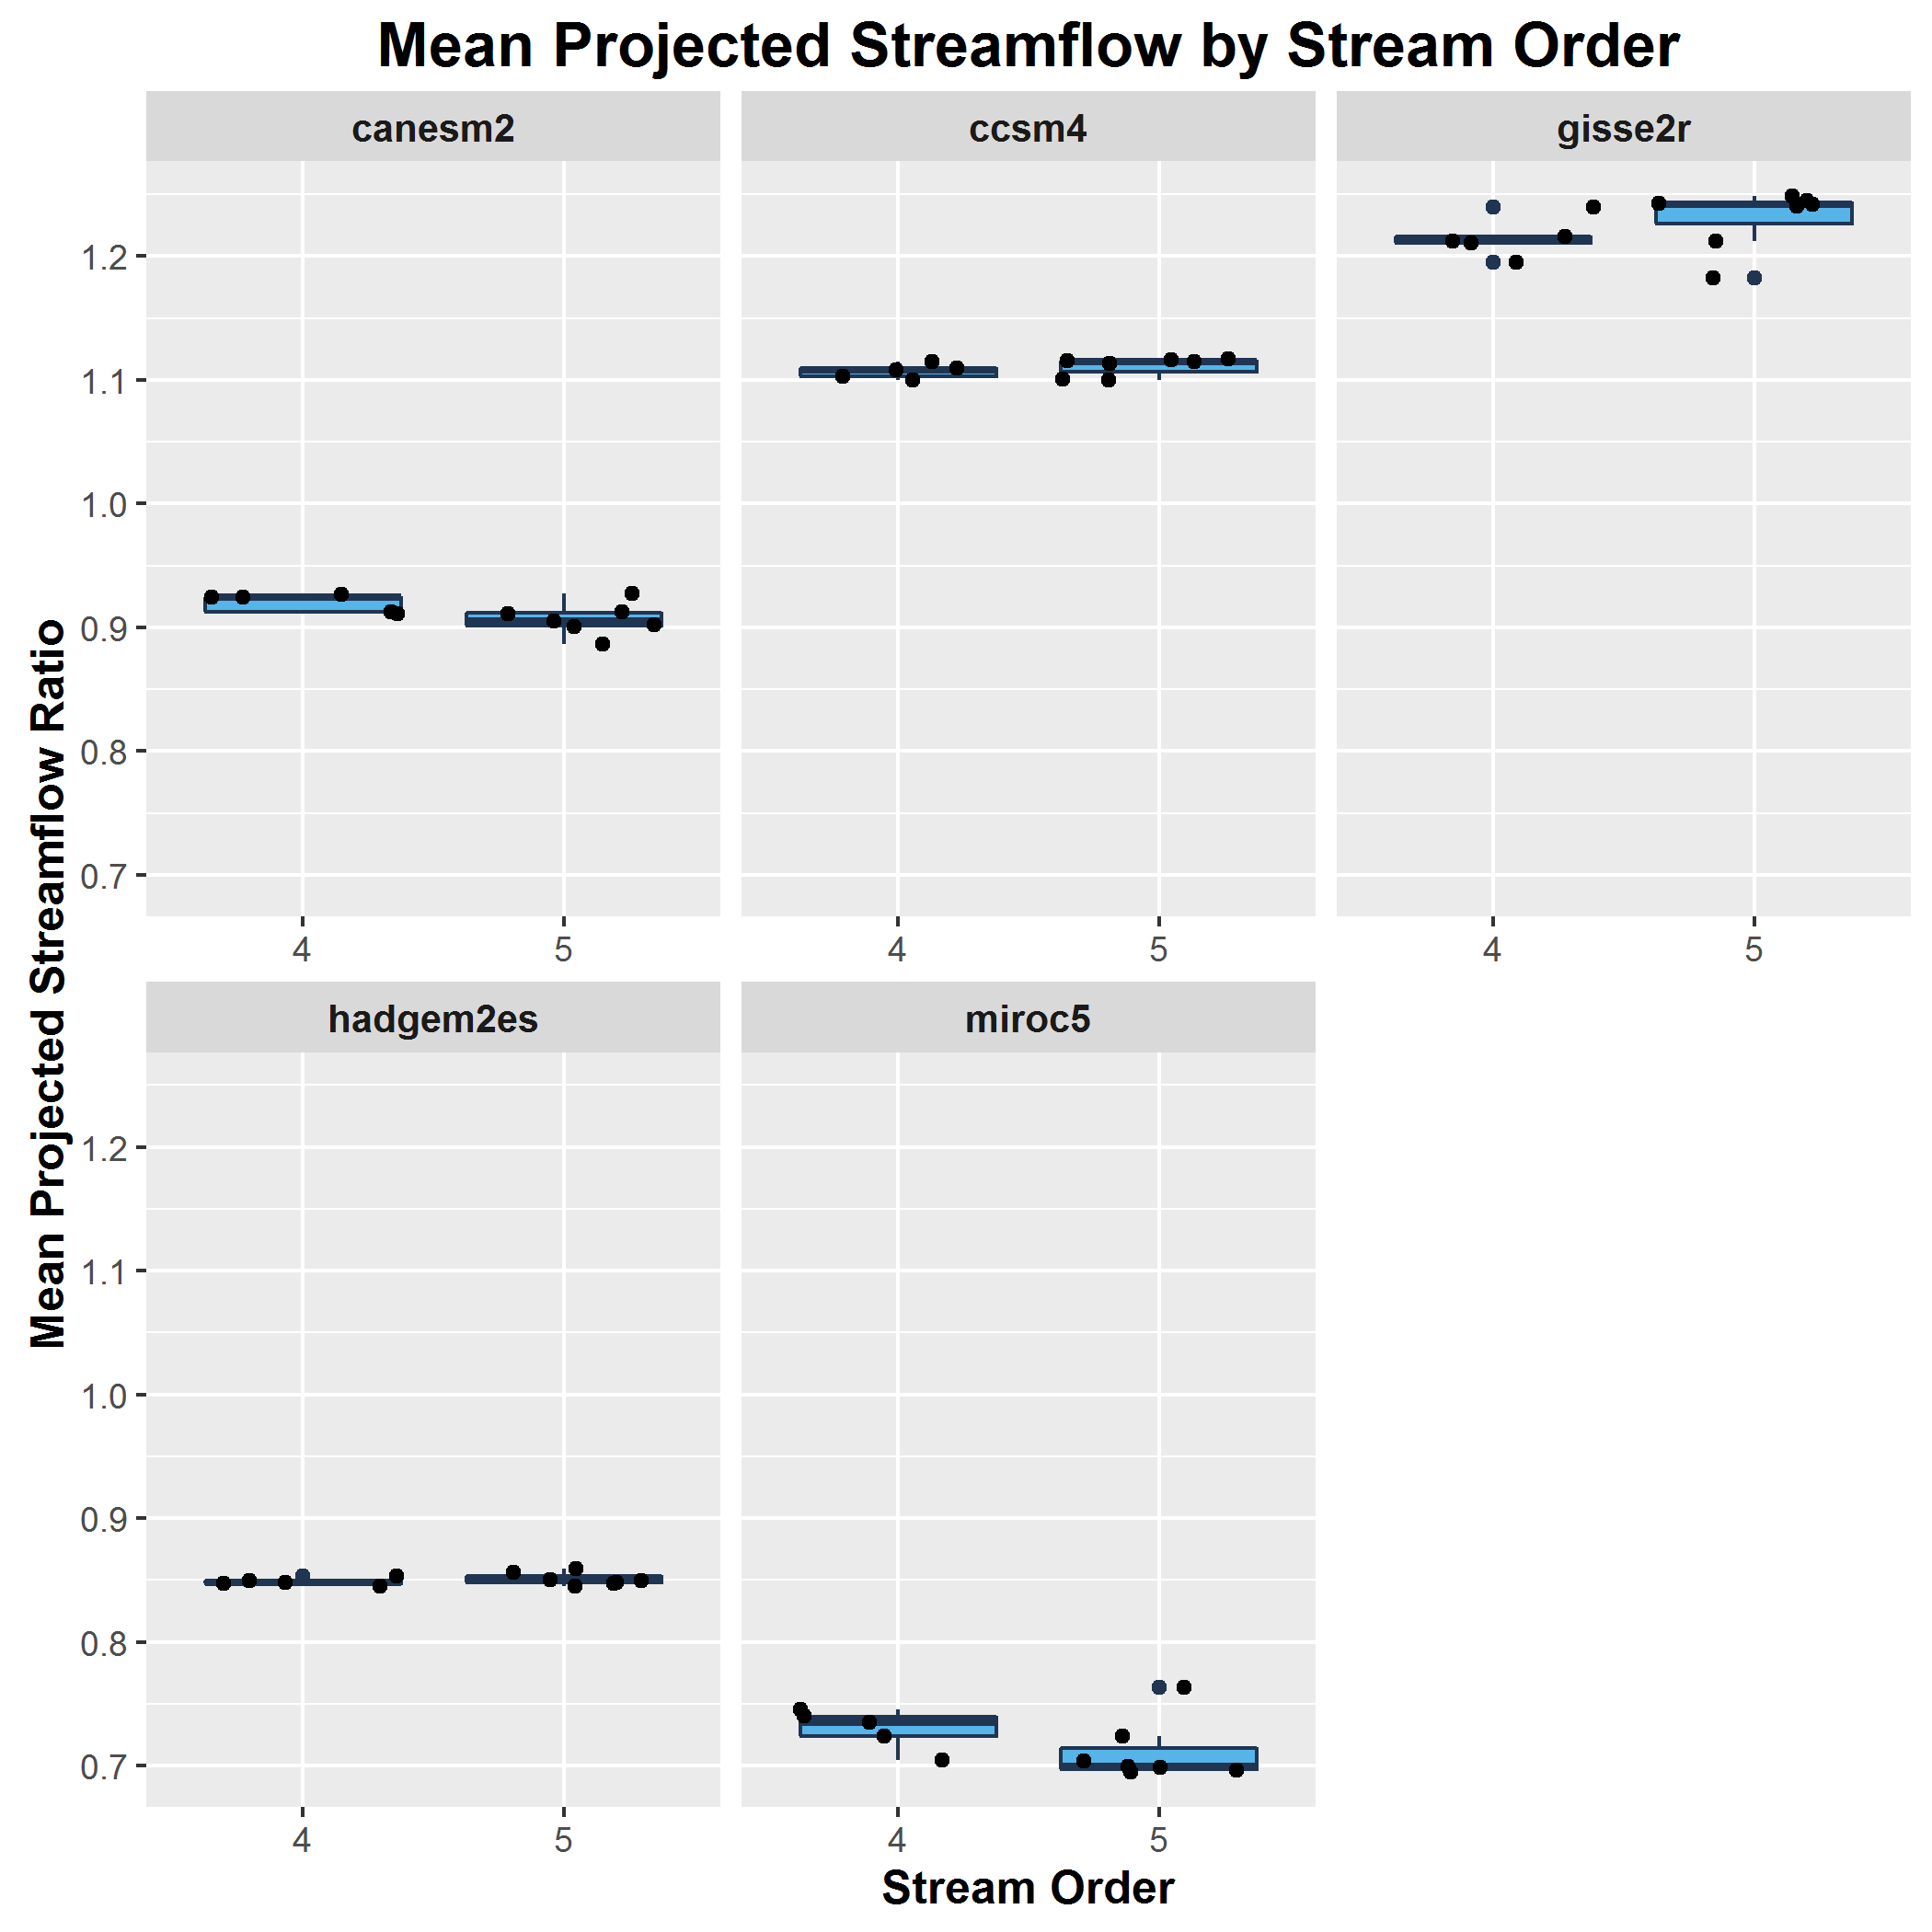 Mean Projected Streamflow by Stream Order
canesm2
ccsm4
gisse2r
Mean Projected Streamflow Ratio
1.2
1.1
1.0
0.9
0.8
0.7
4 5
4 5
4 5
hadgem2es
miroc5
1.2
1.1
1.0
0.9
0.8
0.7
4 5
4 5
Stream Order